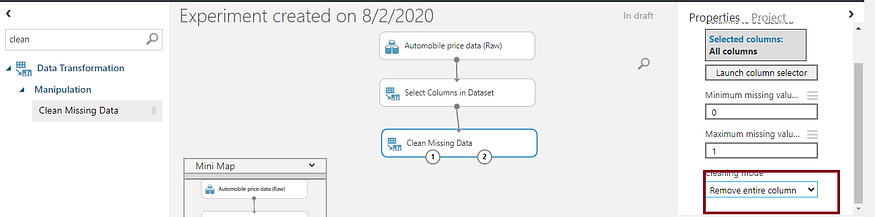 clean
Data Transformation
Manipulation
Clean Missing Data
Experiment created on 8/2/2020
In draft
Automobile price data (Raw)
Select Columns in Dataset
Clean Missing Data
1
2
Mini Map
Automobile price data (Raw)
Properties
Project
Selected columns:
All columns
Launch column selector
Minimum missing valu...
0
Maximum missing valu...
1
Cleaning mode
Remove entire column